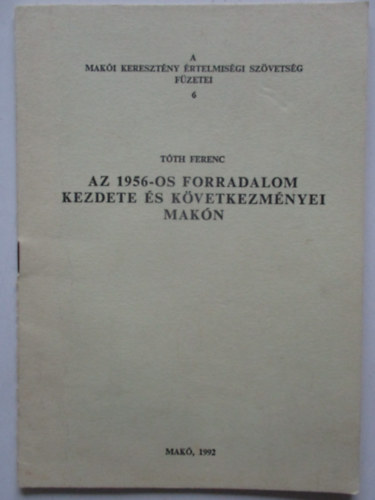 A
MAKÓI KERESZTÉNY ÉRTELMISÉGI SZÖVETSÉG
FÜZETEI
6
TÓTH FERENC
AZ 1956-OS FORRADALOM
KEZDETE ÉS KÖVETKEZMÉNYEI
MAKÓN
MAKÓ, 1992